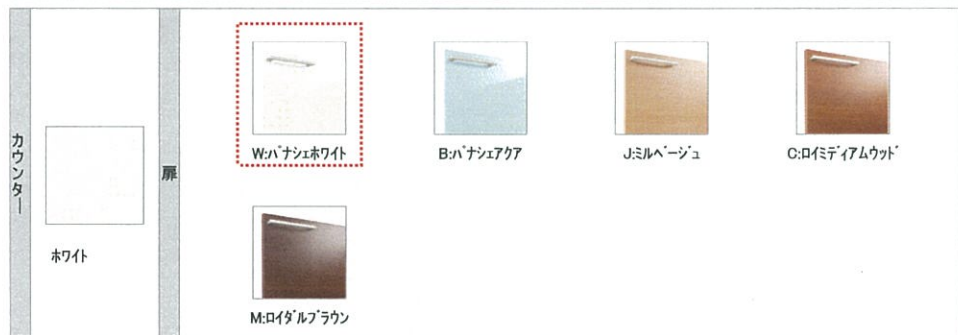 カウンター
ホワイト
扉
W:パナシェホワイト
B:パナシェアクア
J:ミルベージュ
C:ロイミディアムウッド
M:ロイダルブラウン